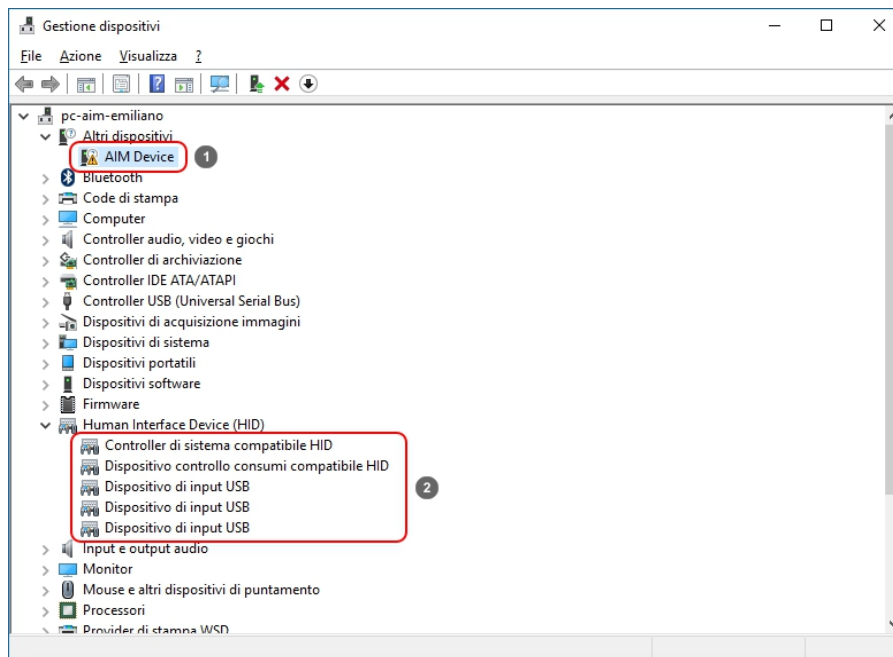 Gestione dispositivi
File Azione Visualizza ?
pc-aim-emiliano
Altri dispositivi
AIM Device 1
Bluetooth
Code di stampa
Computer
Controller audio, video e giochi
Controller di archiviazione
Controller IDE ATA/ATAPI
Controller USB (Universal Serial Bus)
Dispositivi di acquisizione immagini
Dispositivi di sistema
Dispositivi portatili
Dispositivi software
Firmware
Human Interface Device (HID)
Controller di sistema compatibile HID
Dispositivo controllo consumi compatibile HID
Dispositivo di input USB 2
Dispositivo di input USB
Dispositivo di input USB
Input e output audio
Monitor
Mouse e altri dispositivi di puntamento
Processori
Provider di stampa WSD